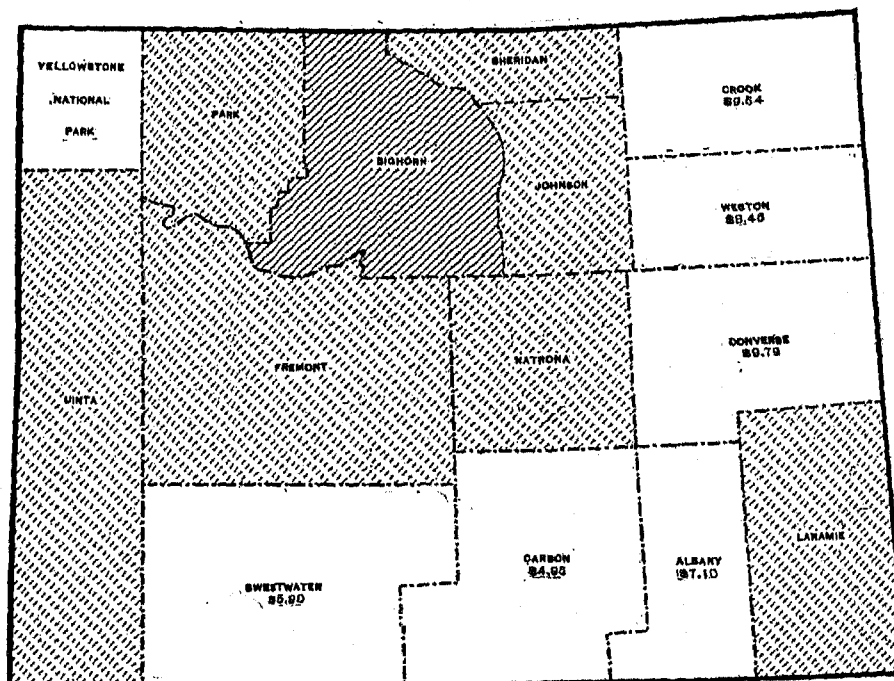 YELLOWSTONE
NATIONAL
PARK
PARK
SHERIDAN
CROOK
$9.54
BIGHORN
JOHNSON
WESTON
$9.46
CONVERSE
$9.79
FREMONT
NATRONA
UINTA
LARAMIE
CARBON
$4.95
ALBANY
$7.10
SWEETWATER
$5.90